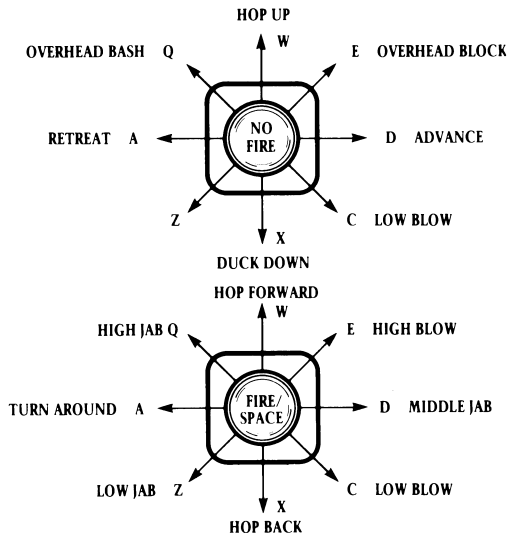 HOP UP
W
OVERHEAD BASH Q
E OVERHEAD BLOCK
NO
FIRE
RETREAT A
D ADVANCE
Z
C LOW BLOW
X
DUCK DOWN
HOP FORWARD
W
HIGH JAB Q
E HIGH BLOW
FIRE/
SPACE
TURN AROUND A
D MIDDLE JAB
LOW JAB Z
C LOW BLOW
X
HOP BACK